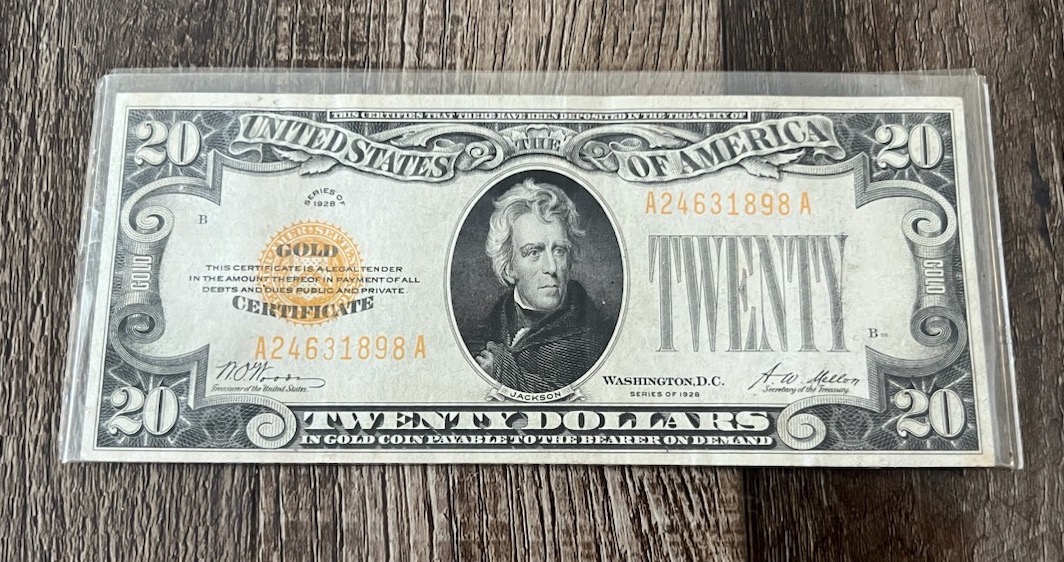 THIS CERTIFIES THAT THERE HAVE BEEN DEPOSITED IN THE TREASURY OF
20 UNITED STATES THE OF AMERICA 20
SERIES OF
1928
A24631898A
B
GOLD
THIS CERTIFICATE IS A LEGAL TENDER
IN THE AMOUNT THEREOF IN PAYMENT OF ALL
DEBTS AND DUES PUBLIC AND PRIVATE
CERTIFICATE
TWENTY
GOLD
GOLD
B
A24631898A
Treasurer of the United States
JACKSON
WASHINGTON, D.C.
SERIES OF 1928
A. W. Mellon
Secretary of the Treasury
20 TWENTY DOLLARS 20
IN GOLD COIN PAYABLE TO THE BEARER ON DEMAND